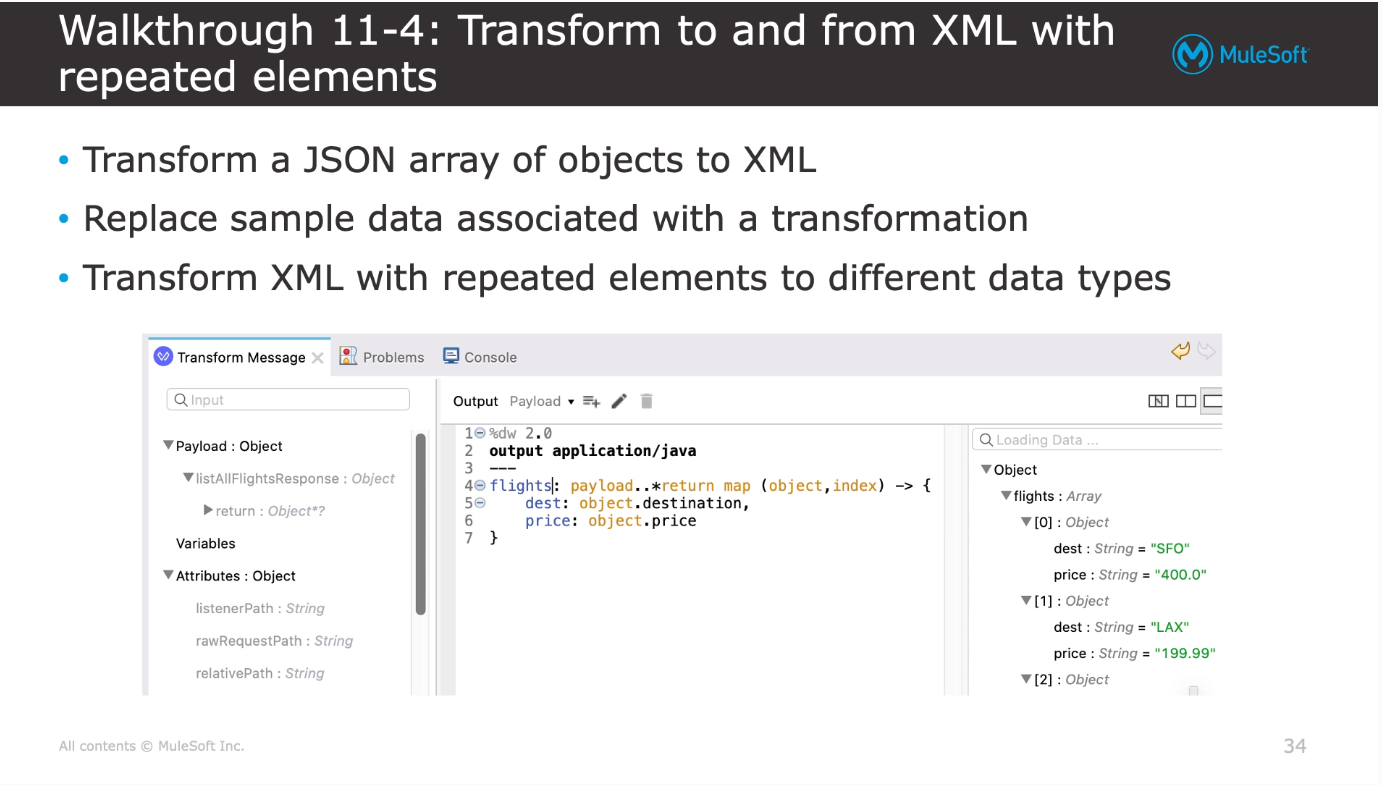 Walkthrough 11-4: Transform to and from XML with
repeated elements
MuleSoft
• Transform a JSON array of objects to XML
• Replace sample data associated with a transformation
• Transform XML with repeated elements to different data types
Transform Message Problems Console
Input
Payload : Object
listAllFlightsResponse : Object
return : Object*?
Variables
Attributes : Object
listenerPath : String
rawRequestPath : String
relativePath : String
Output Payload
1 %dw 2.0
2 output application/java
3 ---
4 flights: payload..*return map (object,index) -> {
5 dest: object.destination,
6 price: object.price
7 }
Loading Data ...
Object
flights : Array
[0] : Object
dest : String = "SFO"
price : String = "400.0"
[1] : Object
dest : String = "LAX"
price : String = "199.99"
[2] : Object
All contents © MuleSoft Inc.
34